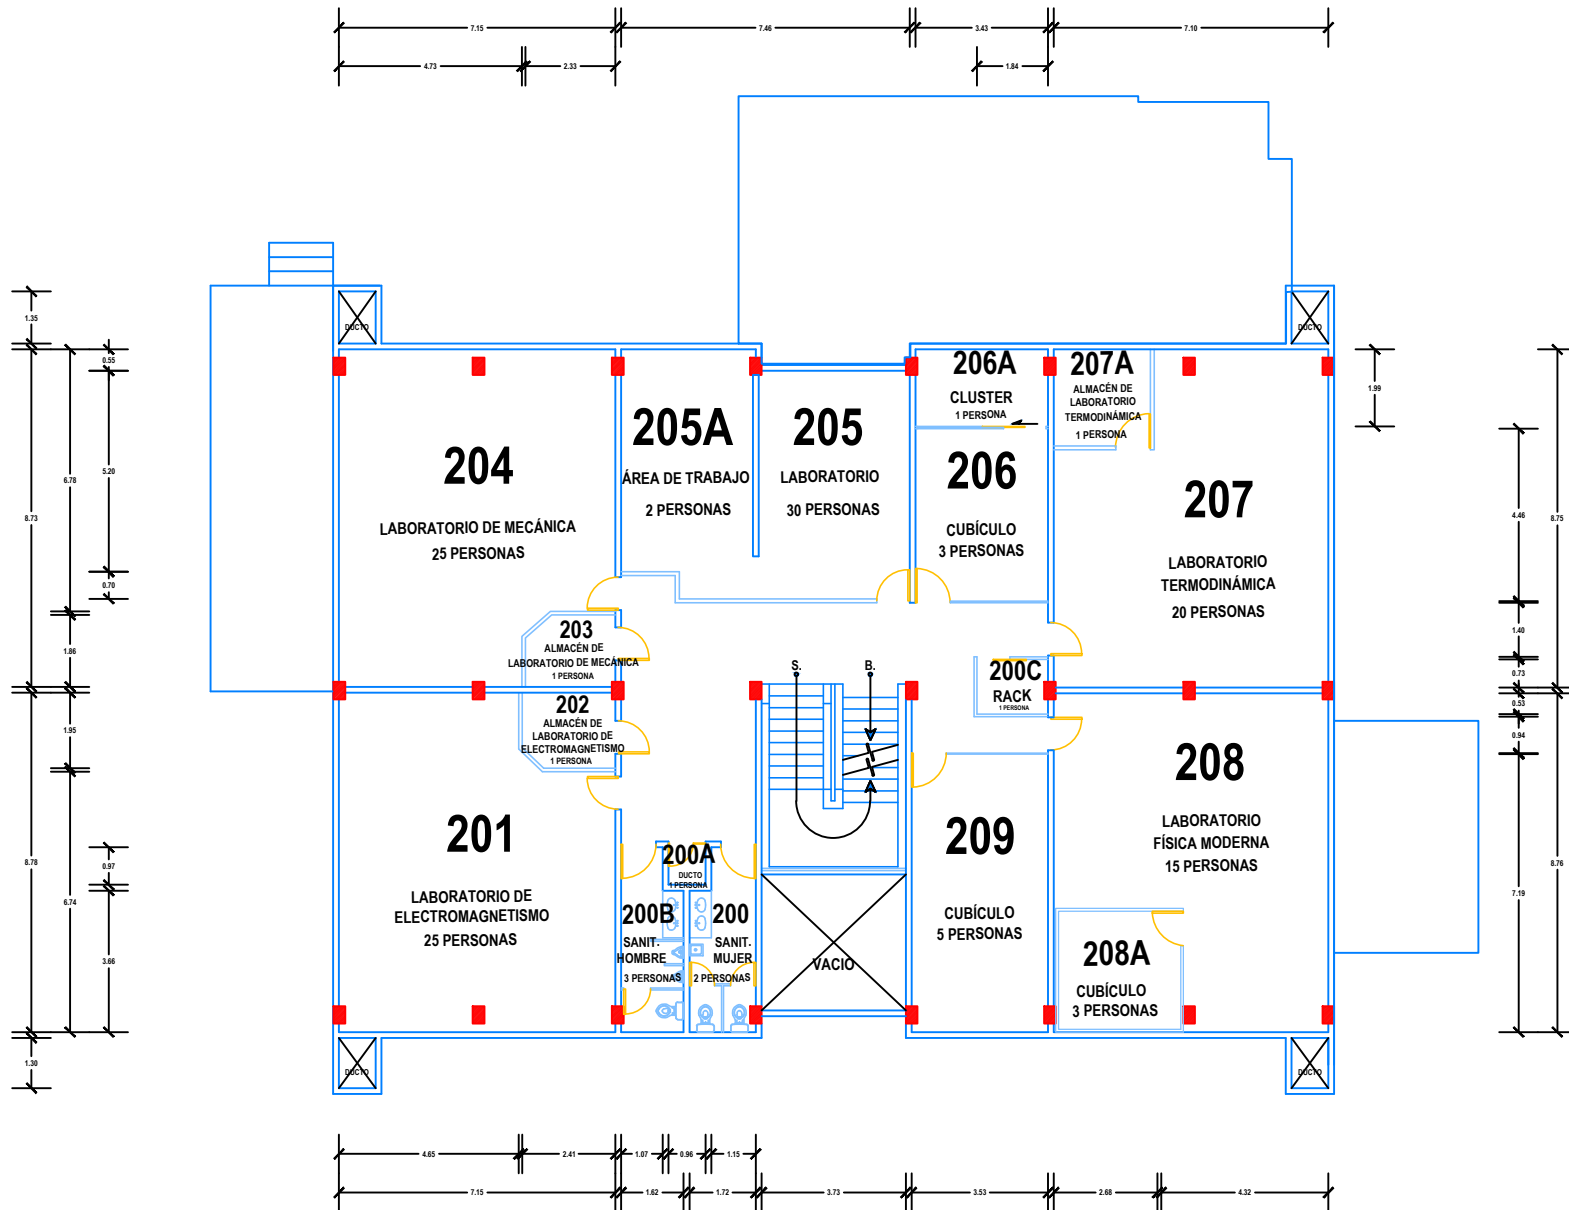 7.15
7.46
3.43
7.10
4.73
2.33
1.84
DUCTO
DUCTO
1.35
0.55
8.73
6.78
5.20
0.70
1.86
1.95
8.78
6.74
0.97
3.66
1.30
204
LABORATORIO DE MECÁNICA
25 PERSONAS
205A
ÁREA DE TRABAJO
2 PERSONAS
205
LABORATORIO
30 PERSONAS
206A
CLUSTER
1 PERSONA
206
CUBÍCULO
3 PERSONAS
207A
ALMACÉN DE
LABORATORIO
TERMODINÁMICA
1 PERSONA
207
LABORATORIO
TERMODINÁMICA
20 PERSONAS
1.99
4.46
8.75
1.40
0.73
0.53
0.94
7.19
8.76
203
ALMACÉN DE
LABORATORIO DE MECÁNICA
1 PERSONA
202
ALMACÉN DE
LABORATORIO DE
ELECTROMAGNETISMO
1 PERSONA
S.
B.
200C
RACK
1 PERSONA
201
LABORATORIO DE
ELECTROMAGNETISMO
25 PERSONAS
200A
DUCTO
1 PERSONA
200B
SANIT.
HOMBRE
3 PERSONAS
200
SANIT.
MUJER
2 PERSONAS
VACIO
209
CUBÍCULO
5 PERSONAS
208
LABORATORIO
FÍSICA MODERNA
15 PERSONAS
208A
CUBÍCULO
3 PERSONAS
DUCTO
DUCTO
4.65
2.41
1.07
0.96
1.15
7.15
1.62
1.72
3.73
3.53
2.68
4.32